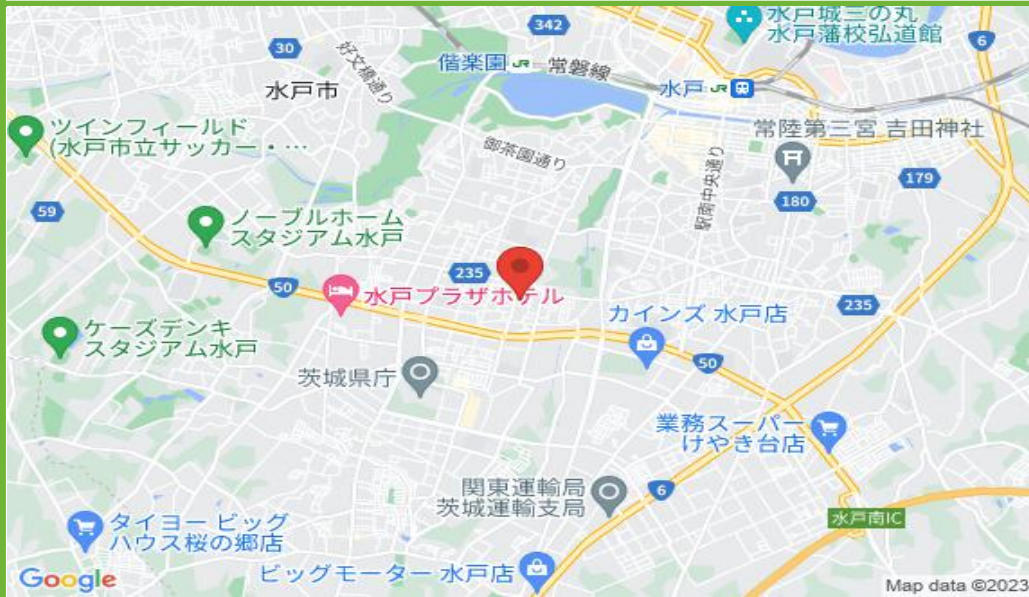 342
水戸城三の丸
水戸藩校弘道館
6
30
好文橋通り
偕楽園 JR 常磐線
水戸市
水戸 JR
ツインフィールド
(水戸市立サッカー・…
御茶園通り
常陸第三宮 吉田神社
駅南中央通り
179
59
180
ノーブルホーム
スタジアム水戸
235
50
水戸プラザホテル
カインズ 水戸店
235
ケーズデンキ
スタジアム水戸
50
茨城県庁
業務スーパー
けやき台店
関東運輸局
茨城運輸支局
6
水戸南IC
タイヨー ビッグ
ハウス桜の郷店
ビッグモーター 水戸店
Google
Map data ©2023